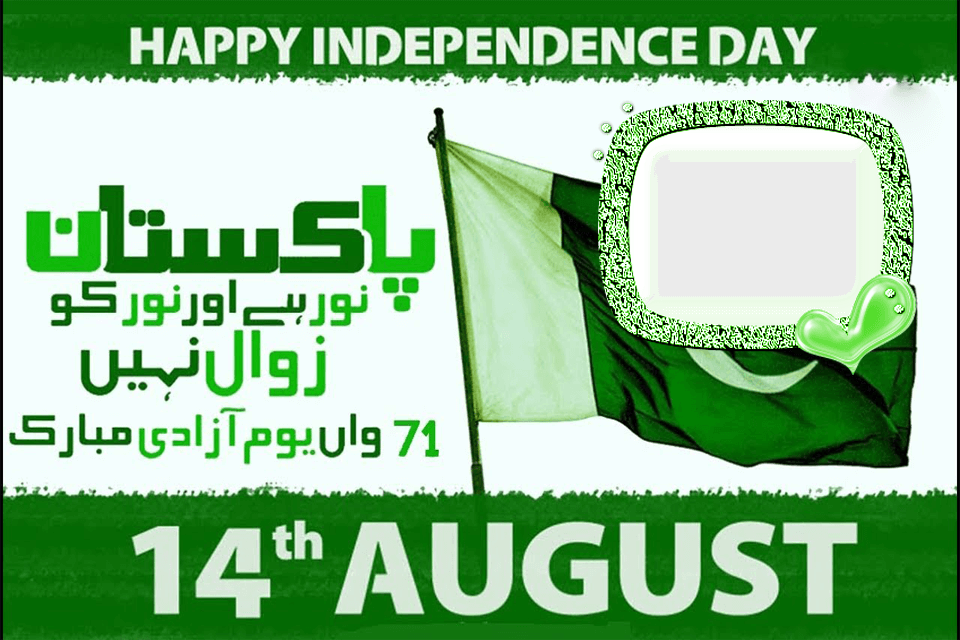 HAPPY INDEPENDENCE DAY
پاکستان
نور ہے اور نور کو
زوال نہیں
71 واں یوم آزادی مبارک
14th AUGUST